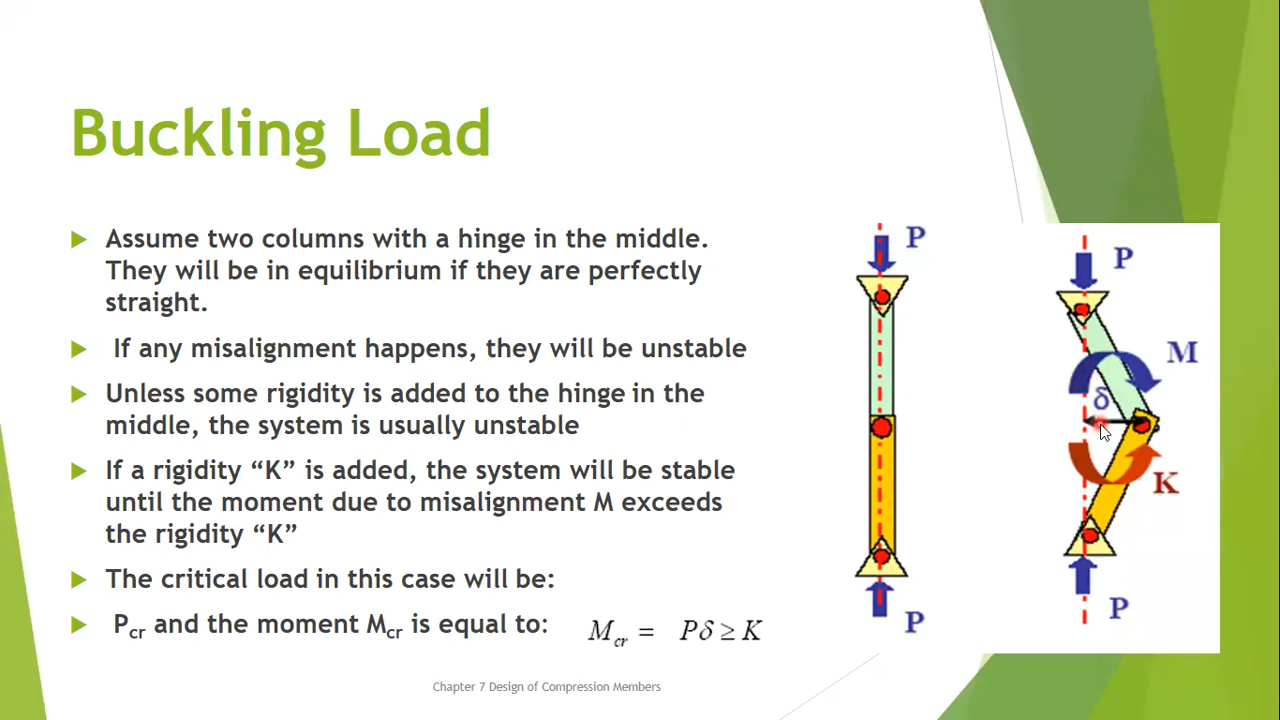 Buckling Load
Assume two columns with a hinge in the middle.
They will be in equilibrium if they are perfectly
straight.
If any misalignment happens, they will be unstable
Unless some rigidity is added to the hinge in the
middle, the system is usually unstable
If a rigidity “K” is added, the system will be stable
until the moment due to misalignment M exceeds
the rigidity “K”
The critical load in this case will be:
Pcr and the moment Mcr is equal to: Mcr = Pδ ≥ K
P
P
P
M
δ
K
P
Chapter 7 Design of Compression Members